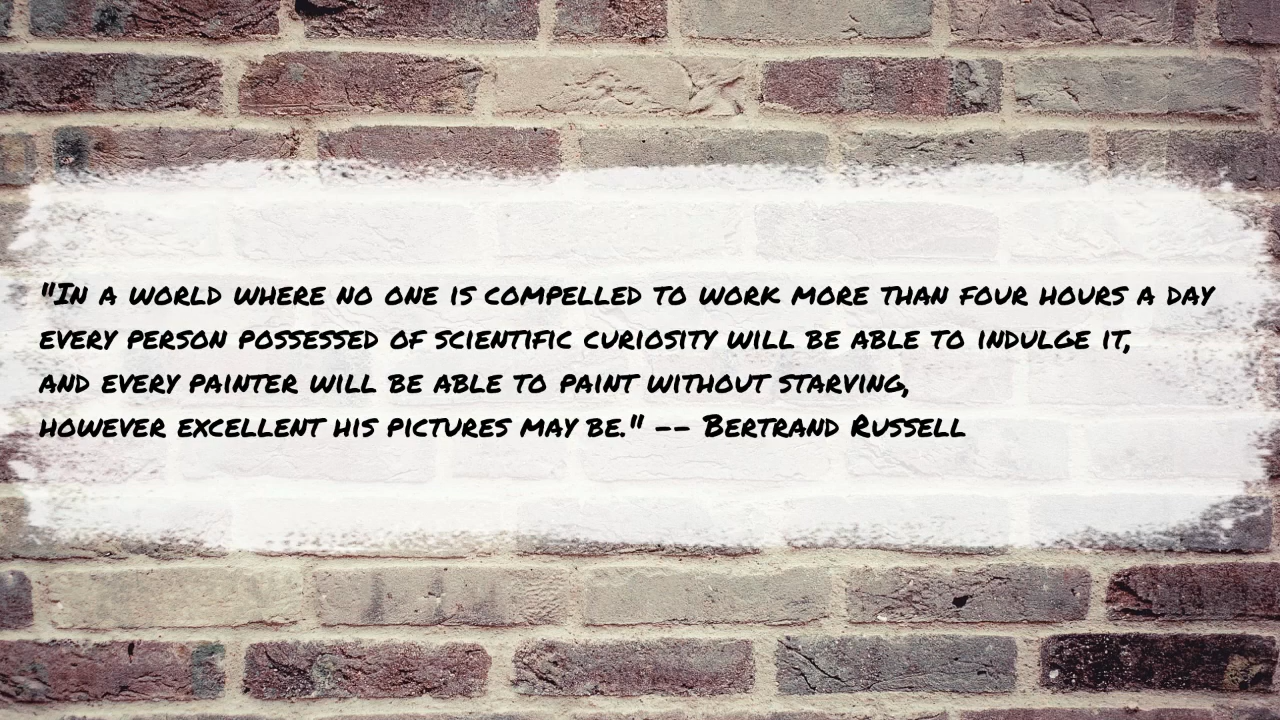 "In a world where no one is compelled to work more than four hours a day
every person possessed of scientific curiosity will be able to indulge it,
and every painter will be able to paint without starving,
however excellent his pictures may be." -- Bertrand Russell